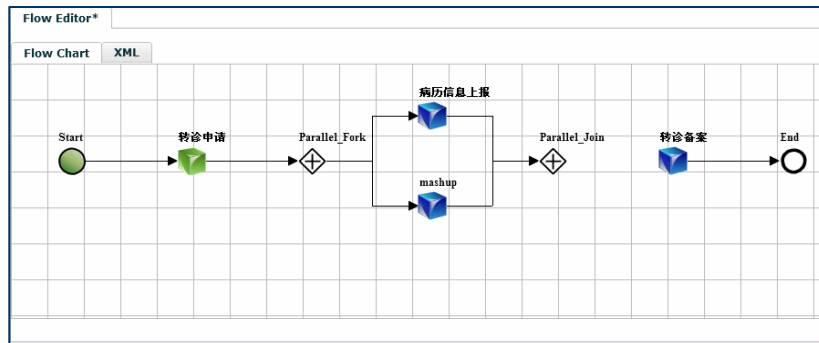 Flow Editor*
Flow Chart
XML
病历信息上报
Start
转诊申请
Parallel_Fork
Parallel_Join
转诊备案
End
mashup